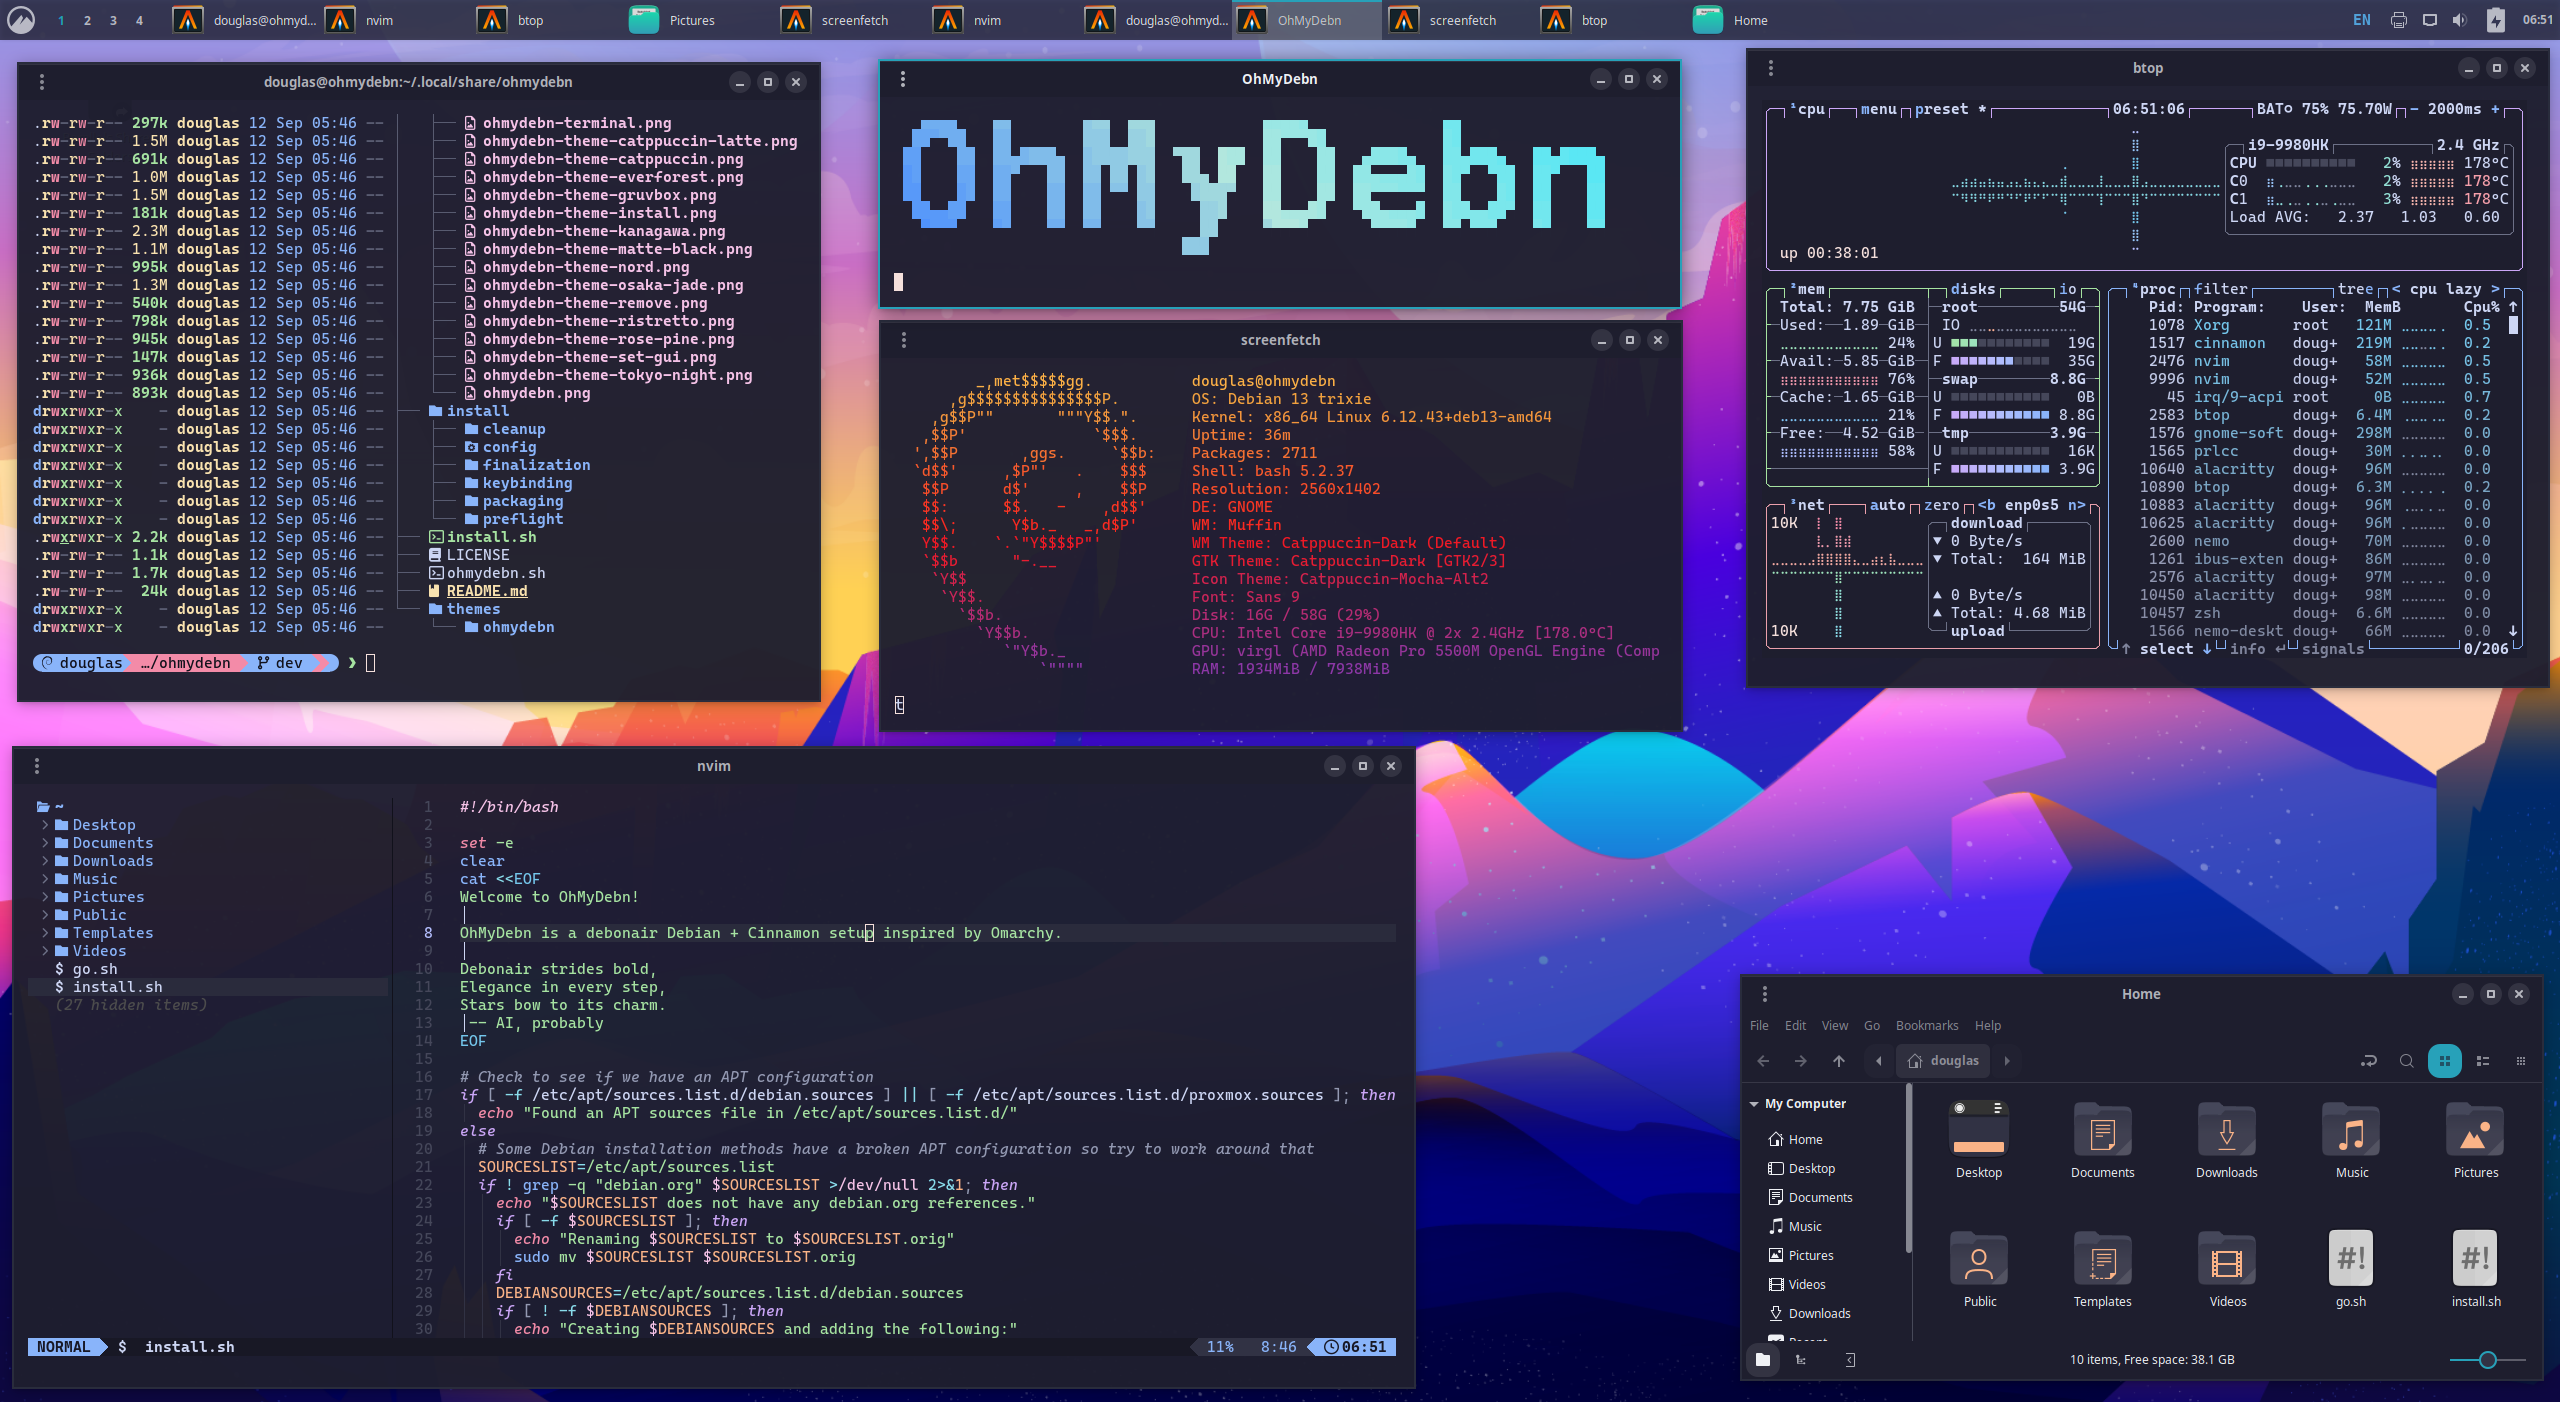 1 2 3 4 douglas@ohmyd... nvim btop Pictures screenfetch nvim douglas@ohmyd... OhMyDebn screenfetch btop Home EN 06:51
douglas@ohmydebn:~/.local/share/ohmydebn
.rw-r--r-- 297k douglas 12 Sep 05:46 -- ohmydebn-terminal.png
.rw-r--r-- 1.5M douglas 12 Sep 05:46 -- ohmydebn-theme-catppuccin-latte.png
.rw-r--r-- 691k douglas 12 Sep 05:46 -- ohmydebn-theme-catppuccin.png
.rw-r--r-- 1.0M douglas 12 Sep 05:46 -- ohmydebn-theme-everforest.png
.rw-r--r-- 1.5M douglas 12 Sep 05:46 -- ohmydebn-theme-gruvbox.png
.rw-r--r-- 181k douglas 12 Sep 05:46 -- ohmydebn-theme-install.png
.rw-r--r-- 2.3M douglas 12 Sep 05:46 -- ohmydebn-theme-kanagawa.png
.rw-r--r-- 1.1M douglas 12 Sep 05:46 -- ohmydebn-theme-matte-black.png
.rw-r--r-- 995k douglas 12 Sep 05:46 -- ohmydebn-theme-nord.png
.rw-r--r-- 1.3M douglas 12 Sep 05:46 -- ohmydebn-theme-osaka-jade.png
.rw-r--r-- 540k douglas 12 Sep 05:46 -- ohmydebn-theme-remove.png
.rw-r--r-- 798k douglas 12 Sep 05:46 -- ohmydebn-theme-ristretto.png
.rw-r--r-- 945k douglas 12 Sep 05:46 -- ohmydebn-theme-rose-pine.png
.rw-r--r-- 147k douglas 12 Sep 05:46 -- ohmydebn-theme-set-gui.png
.rw-r--r-- 936k douglas 12 Sep 05:46 -- ohmydebn-theme-tokyo-night.png
.rw-r--r-- 893k douglas 12 Sep 05:46 -- ohmydebn.png
drwxrwxr-x - douglas 12 Sep 05:46 -- install
drwxrwxr-x - douglas 12 Sep 05:46 -- cleanup
drwxrwxr-x - douglas 12 Sep 05:46 -- config
drwxrwxr-x - douglas 12 Sep 05:46 -- finalization
drwxrwxr-x - douglas 12 Sep 05:46 -- keybinding
drwxrwxr-x - douglas 12 Sep 05:46 -- packaging
drwxrwxr-x - douglas 12 Sep 05:46 -- preflight
.rwxrwxr-x 2.2k douglas 12 Sep 05:46 -- install.sh
.rw-rw-r-- 1.1k douglas 12 Sep 05:46 -- LICENSE
.rw-rw-r-- 1.7k douglas 12 Sep 05:46 -- ohmydebn.sh
.rw-rw-r-- 24k douglas 12 Sep 05:46 -- README.md
drwxrwxr-x - douglas 12 Sep 05:46 -- themes
drwxrwxr-x - douglas 12 Sep 05:46 -- ohmydebn
douglas …/ohmydebn dev ❯
OhMyDebn
OhMyDebn
screenfetch
douglas@ohmydebn
OS: Debian 13 trixie
Kernel: x86_64 Linux 6.12.43+deb13-amd64
Uptime: 36m
Packages: 2711
Shell: bash 5.2.37
Resolution: 2560x1402
DE: GNOME
WM: Muffin
WM Theme: Catppuccin-Dark (Default)
GTK Theme: Catppuccin-Dark [GTK2/3]
Icon Theme: Catppuccin-Mocha-Alt2
Font: Sans 9
Disk: 16G / 58G (29%)
CPU: Intel Core i9-9980HK @ 2x 2.4GHz [178.0°C]
GPU: virgl (AMD Radeon Pro 5500M OpenGL Engine (Comp
RAM: 1934MiB / 7938MiB
t
btop
¹cpu menu preset * 06:51:06 BAT 75% 75.70W - 2000ms +
i9-9980HK 2.4 GHz
CPU 2% 178°C
C0 2% 178°C
C1 3% 178°C
Load AVG: 2.37 1.03 0.60
up 00:38:01
²mem disks io
Total: 7.75 GiB root 54G
Used: 1.89 GiB IO
24% U 19G
Avail: 5.85 GiB F 35G
76% swap 8.8G
Cache: 1.65 GiB U 0B
21% F 8.8G
Free: 4.52 GiB tmp 3.9G
58% U 16K
F 3.9G
⁴proc filter tree < cpu lazy >
Pid: Program: User: MemB Cpu% ↑
1078 Xorg root 121M 0.5
1517 cinnamon doug+ 219M 0.2
2476 nvim doug+ 58M 0.5
9996 nvim doug+ 52M 0.5
45 irq/9-acpi root 0B 0.7
2583 btop doug+ 6.4M 0.2
1576 gnome-soft doug+ 298M 0.0
1565 prlcc doug+ 30M 0.0
10640 alacritty doug+ 96M 0.0
10890 btop doug+ 6.3M 0.2
10883 alacritty doug+ 96M 0.0
10625 alacritty doug+ 96M 0.0
2600 nemo doug+ 70M 0.0
1261 ibus-exten doug+ 86M 0.0
2576 alacritty doug+ 97M 0.0
10450 alacritty doug+ 98M 0.0
10457 zsh doug+ 6.6M 0.0
1566 nemo-deskt doug+ 66M 0.0 ↓
↑ select ↓ info ↵ signals 0/206
³net auto zero <b enp0s5 n>
10K download
▼ 0 Byte/s
▼ Total: 164 MiB
▲ 0 Byte/s
▲ Total: 4.68 MiB
10K upload
nvim
~
Desktop
Documents
Downloads
Music
Pictures
Public
Templates
Videos
$ go.sh
$ install.sh
(27 hidden items)
1 #!/bin/bash
2
3 set -e
4 clear
5 cat <<EOF
6 Welcome to OhMyDebn!
7
8 OhMyDebn is a debonair Debian + Cinnamon setup inspired by Omarchy.
9
10 Debonair strides bold,
11 Elegance in every step,
12 Stars bow to its charm.
13 -- AI, probably
14 EOF
15
16 # Check to see if we have an APT configuration
17 if [ -f /etc/apt/sources.list.d/debian.sources ] || [ -f /etc/apt/sources.list.d/proxmox.sources ]; then
18 echo "Found an APT sources file in /etc/apt/sources.list.d/"
19 else
20 # Some Debian installation methods have a broken APT configuration so try to work around that
21 SOURCESLIST=/etc/apt/sources.list
22 if ! grep -q "debian.org" $SOURCESLIST >/dev/null 2>&1; then
23 echo "$SOURCESLIST does not have any debian.org references."
24 if [ -f $SOURCESLIST ]; then
25 echo "Renaming $SOURCESLIST to $SOURCESLIST.orig"
26 sudo mv $SOURCESLIST $SOURCESLIST.orig
27 fi
28 DEBIANSOURCES=/etc/apt/sources.list.d/debian.sources
29 if [ ! -f $DEBIANSOURCES ]; then
30 echo "Creating $DEBIANSOURCES and adding the following:"
NORMAL $ install.sh 11% 8:46 06:51
Home
File Edit View Go Bookmarks Help
douglas
My Computer
Home
Desktop
Documents
Music
Pictures
Videos
Downloads
Desktop Documents Downloads Music Pictures
Public Templates Videos go.sh install.sh
#! #!
10 items, Free space: 38.1 GB